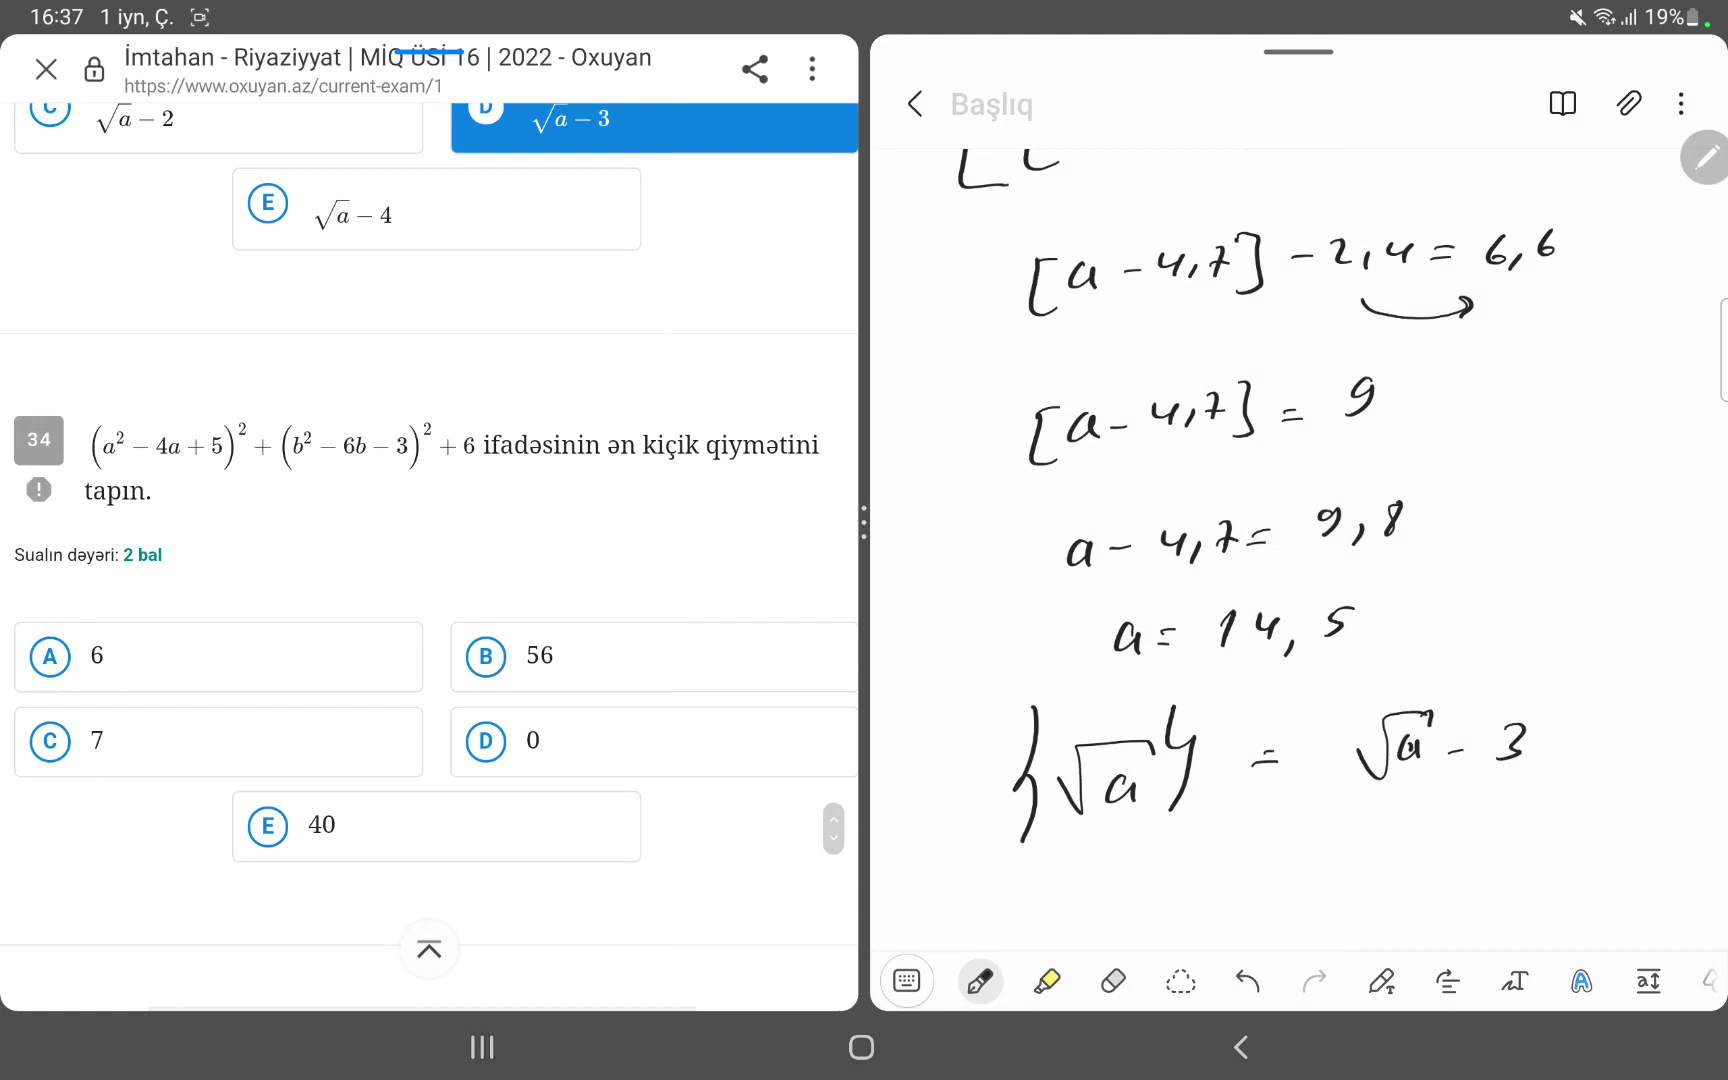 16:37 1 iyn, Ç. 19%
İmtahan - Riyaziyyat | MİQ ÜSİ 16 | 2022 - Oxuyan
https://www.oxuyan.az/current-exam/1
C √a − 2
D √a − 3
E √a − 4
34 (a² − 4a + 5)² + (b² − 6b − 3)² + 6 ifadəsinin ən kiçik qiymətini
tapın.
Sualın dəyəri: 2 bal
A 6
B 56
C 7
D 0
E 40
Başlıq
[a − 4,7] − 2,4 = 6,6
[a − 4,7] = 9
a − 4,7 = 9,8
a = 14,5
{√a} = √a − 3